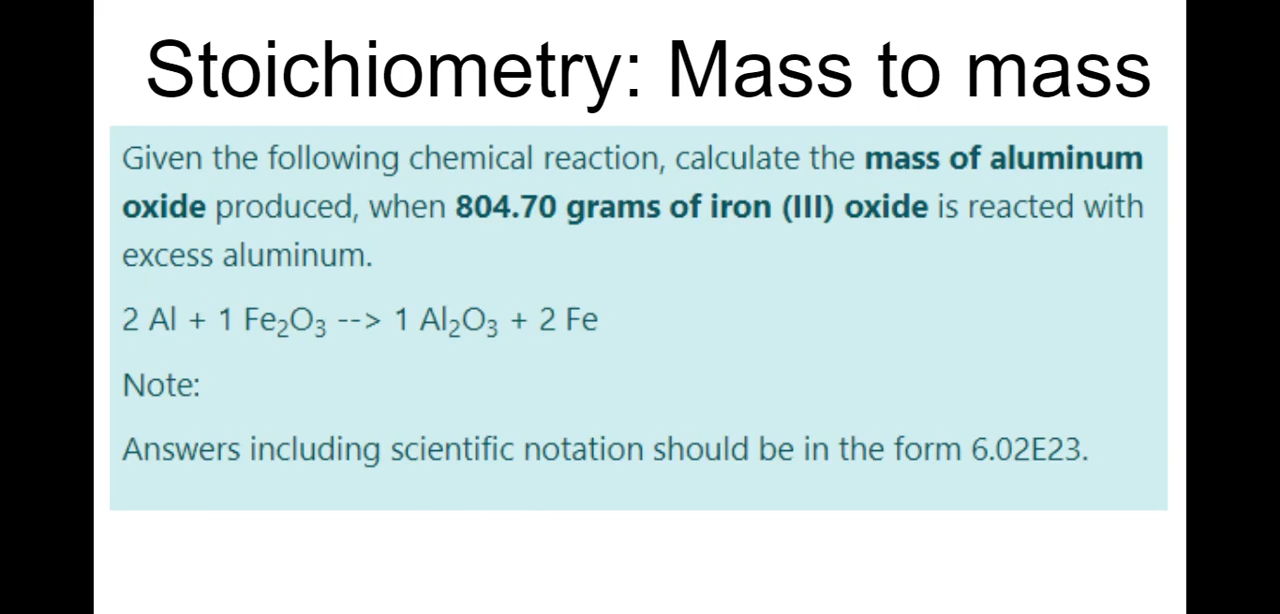 Stoichiometry: Mass to mass
Given the following chemical reaction, calculate the mass of aluminum
oxide produced, when 804.70 grams of iron (III) oxide is reacted with
excess aluminum.
2 Al + 1 Fe₂O₃ --> 1 Al₂O₃ + 2 Fe
Note:
Answers including scientific notation should be in the form 6.02E23.